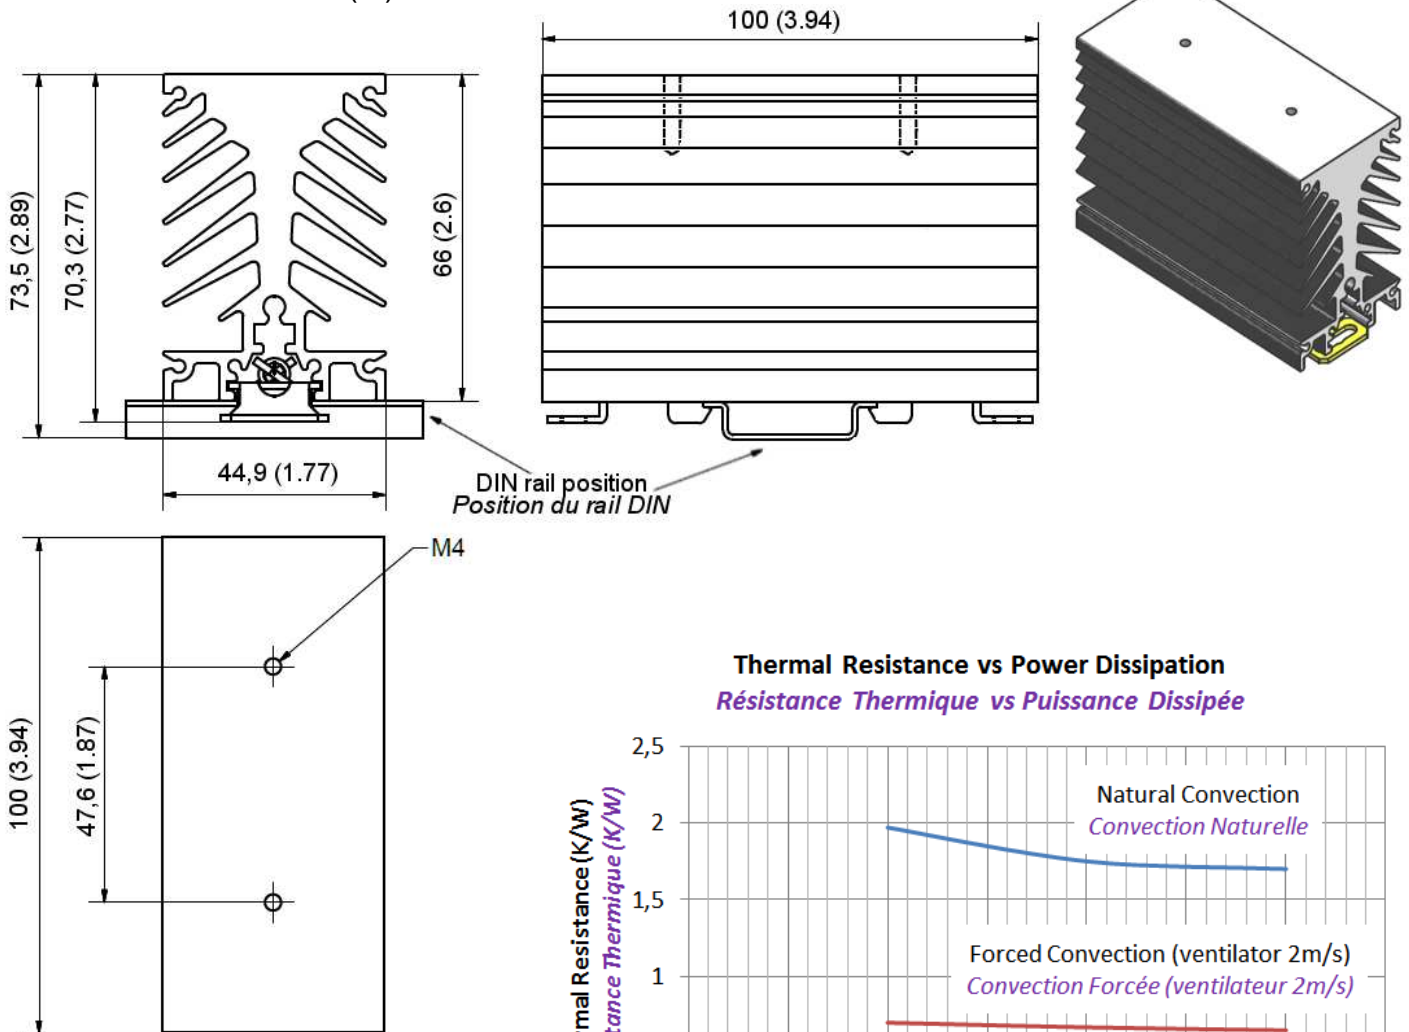 100 (3.94)
73,5 (2.89)
70,3 (2.77)
66 (2.6)
44,9 (1.77)
DIN rail position
Position du rail DIN
M4
100 (3.94)
47,6 (1.87)
Thermal Resistance vs Power Dissipation
Résistance Thermique vs Puissance Dissipée
2,5
2
1,5
1
Resistance (K/W)
Thermique (K/W)
Natural Convection
Convection Naturelle
Forced Convection (ventilator 2m/s)
Convection Forcée (ventilateur 2m/s)